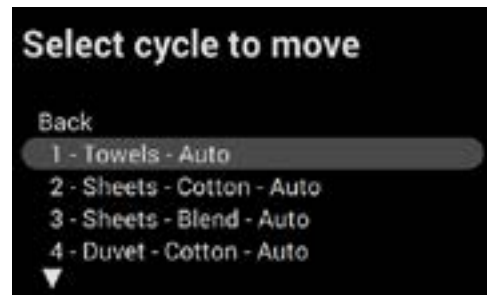 Select cycle to move
Back
1 - Towels - Auto
2 - Sheets - Cotton - Auto
3 - Sheets - Blend - Auto
4 - Duvet - Cotton - Auto